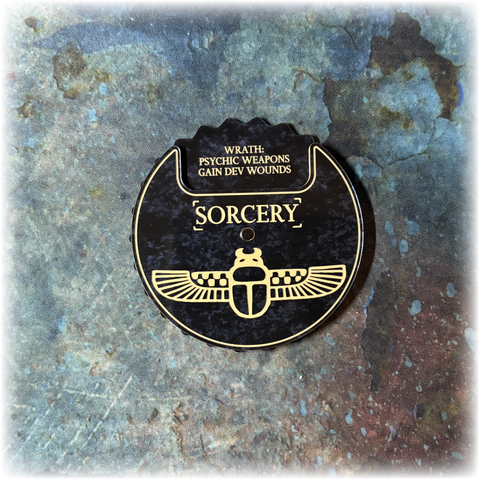 WRATH:
PSYCHIC WEAPONS
GAIN DEV WOUNDS
SORCERY